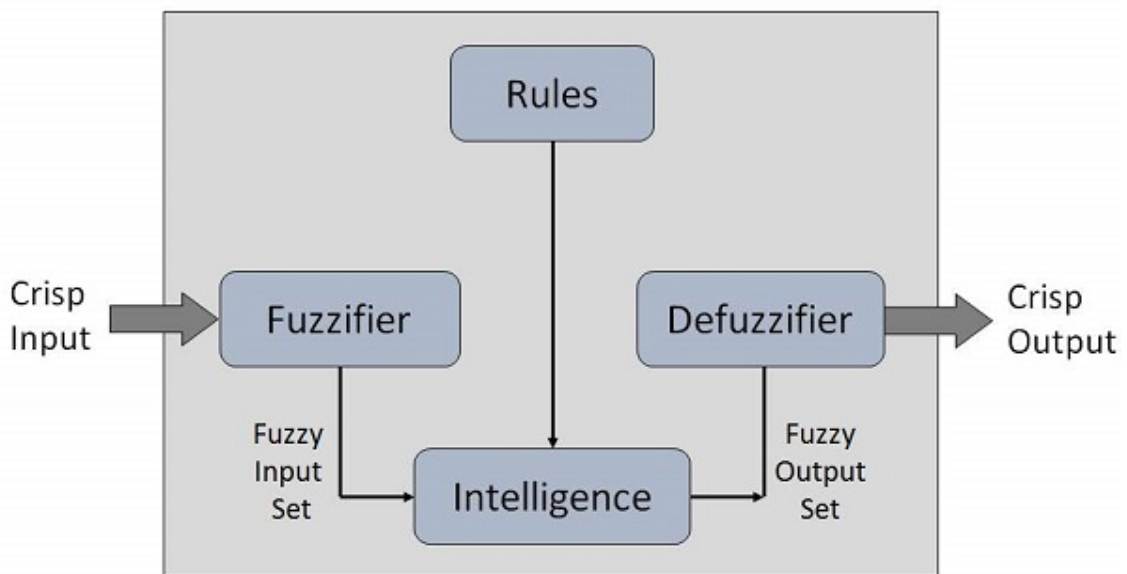 Rules
Crisp
Input
Fuzzifier
Defuzzifier
Crisp
Output
Fuzzy
Input
Set
Intelligence
Fuzzy
Output
Set